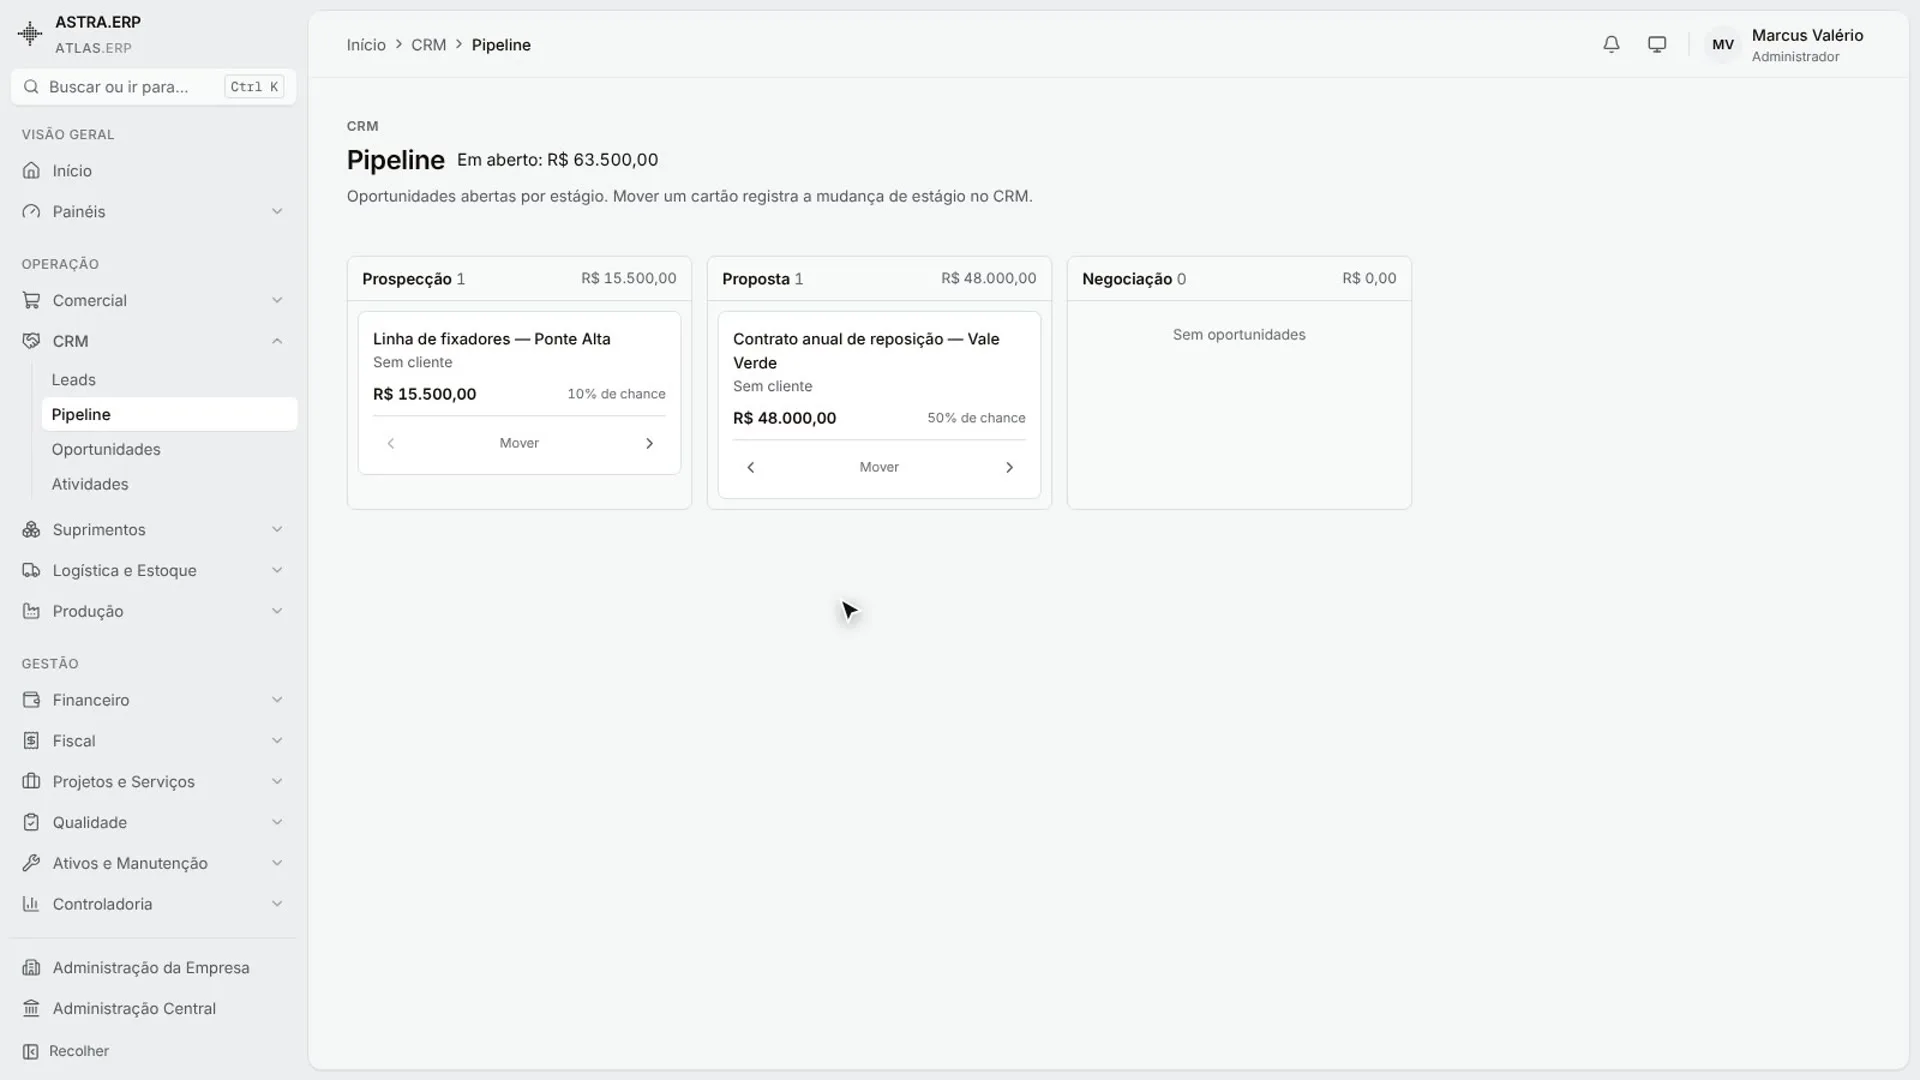 ASTRA.ERP
ATLAS.ERP
Buscar ou ir para... Ctrl K
VISÃO GERAL
Início
Painéis
OPERAÇÃO
Comercial
CRM
Leads
Pipeline
Oportunidades
Atividades
Suprimentos
Logística e Estoque
Produção
GESTÃO
Financeiro
Fiscal
Projetos e Serviços
Qualidade
Ativos e Manutenção
Controladoria
Administração da Empresa
Administração Central
Recolher
Início > CRM > Pipeline
MV
Marcus Valério
Administrador
CRM
Pipeline Em aberto: R$ 63.500,00
Oportunidades abertas por estágio. Mover um cartão registra a mudança de estágio no CRM.
Prospecção 1 R$ 15.500,00
Linha de fixadores — Ponte Alta
Sem cliente
R$ 15.500,00 10% de chance
Mover
Proposta 1 R$ 48.000,00
Contrato anual de reposição — Vale
Verde
Sem cliente
R$ 48.000,00 50% de chance
Mover
Negociação 0 R$ 0,00
Sem oportunidades